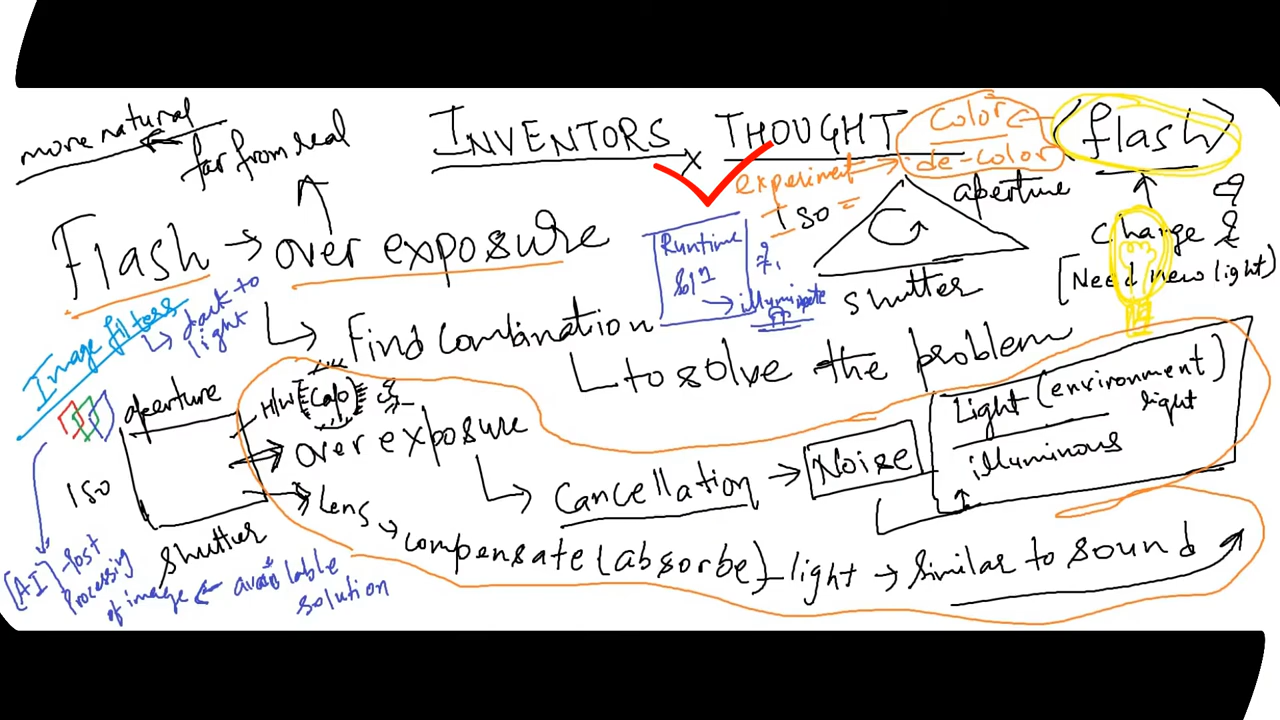 more natural
far from real
INVENTORS THOUGHT
color
de-color
(flash)
experiment
ISO
aperture
shutter
change
[Need new light)
Flash → over exposure
Runtime
→ illuminate
Image filters
dark to
light
Find combination
to solve the problem
aperture
ISO
shutter
H/W (Cap)
over exposure
Cancellation → Noise
Light (environment)
light
illuminous
Lens
compensate (absorbe) light → similar to sound
[AI] - Post
Processing
of image ← available
solution